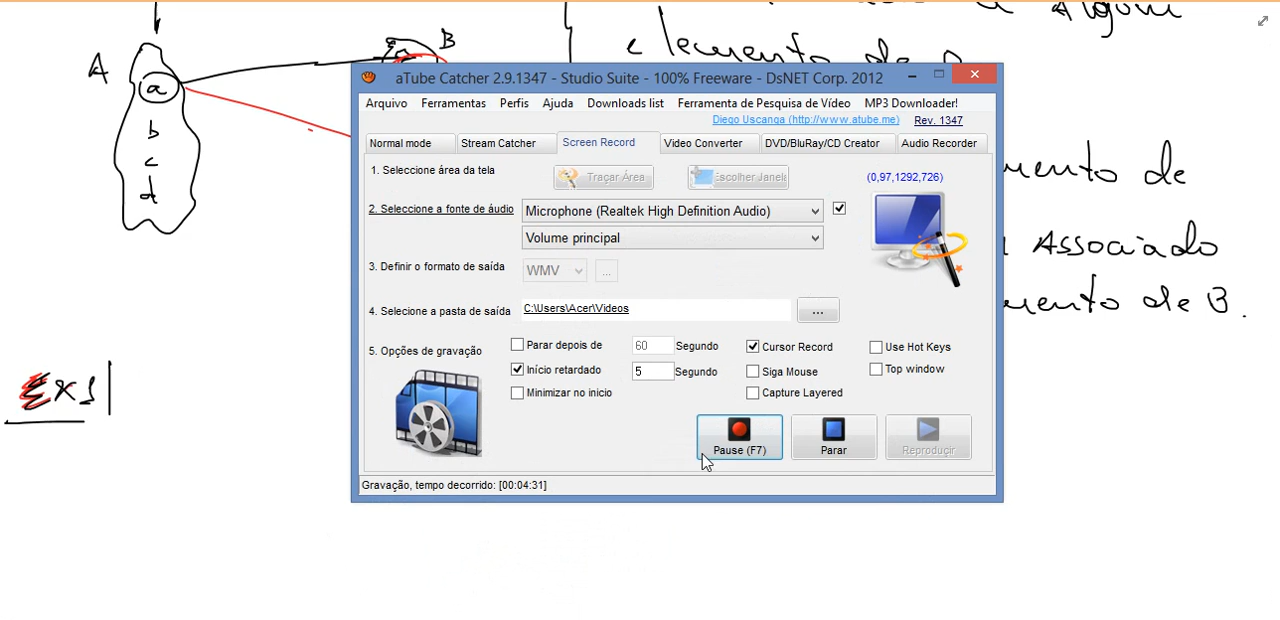 Algum
elemento de
A
B
a
b
c
d
mento de
Associado
mento de B.
Exs
aTube Catcher 2.9.1347 - Studio Suite - 100% Freeware - DsNET Corp. 2012
Arquivo Ferramentas Perfis Ajuda Downloads list Ferramenta de Pesquisa de Vídeo MP3 Downloader!
Diego Uscanga (http://www.atube.me) Rev. 1347
Normal mode Stream Catcher Screen Record Video Converter DVD/BluRay/CD Creator Audio Recorder
1. Seleccione área da tela Traçar Área Escolher Janela (0,97,1292,726)
2. Seleccione a fonte de áudio Microphone (Realtek High Definition Audio)
Volume principal
3. Definir o formato de saída WMV ...
4. Selecione a pasta de saída C:\Users\Acer\Videos ...
5. Opções de gravação Parar depois de 60 Segundo Cursor Record Use Hot Keys
Início retardado 5 Segundo Siga Mouse Top window
Minimizar no inicio Capture Layered
Pause (F7) Parar Reproduçir
Gravação, tempo decorrido: [00:04:31]